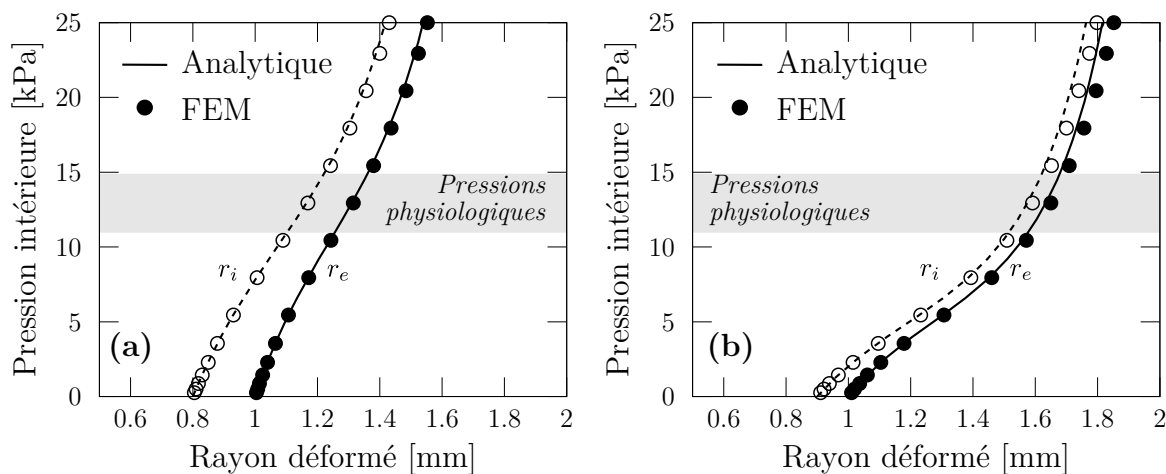 Pression intérieure [kPa]
25
20
15
10
5
0
Analytique
FEM
Pressions
physiologiques
r_i
r_e
(a)
0.6 0.8 1 1.2 1.4 1.6 1.8 2
Rayon déformé [mm]
Pression intérieure [kPa]
25
20
15
10
5
0
Analytique
FEM
Pressions
physiologiques
r_i
r_e
(b)
0.6 0.8 1 1.2 1.4 1.6 1.8 2
Rayon déformé [mm]